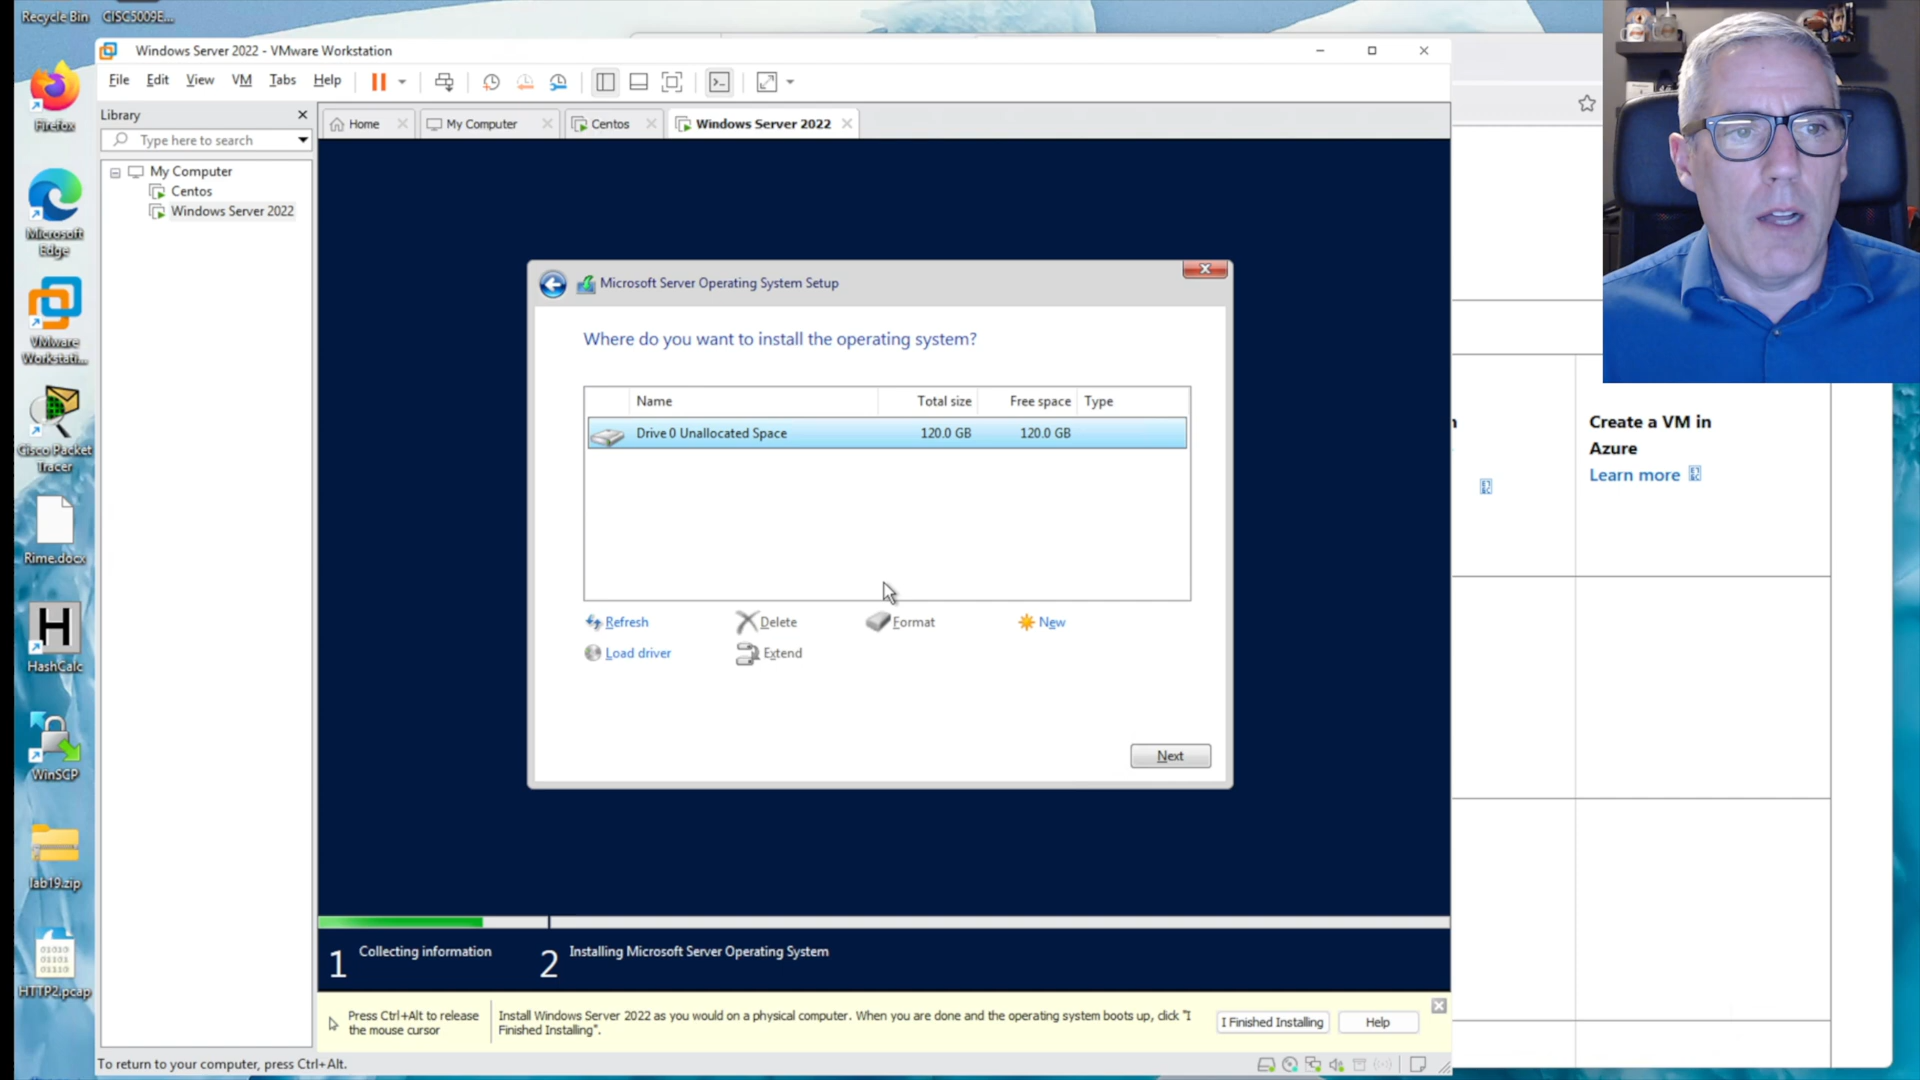 Recycle Bin
CISC5009E...
Windows Server 2022 - VMware Workstation
File Edit View VM Tabs Help
Library
Type here to search
My Computer
Centos
Windows Server 2022
Home
My Computer
Centos
Windows Server 2022
Firefox
Microsoft
Edge
VMware
Workstati...
Cisco Packet
Tracer
Rime.docx
HashCalc
WinSCP
lab19.zip
HTTP2.pcap
Microsoft Server Operating System Setup
Where do you want to install the operating system?
Name Total size Free space Type
Drive 0 Unallocated Space 120.0 GB 120.0 GB
Refresh Delete Format New
Load driver Extend
Next
1 Collecting information
2 Installing Microsoft Server Operating System
Press Ctrl+Alt to release
the mouse cursor
Install Windows Server 2022 as you would on a physical computer. When you are done and the operating system boots up, click "I
Finished Installing".
I Finished Installing
Help
To return to your computer, press Ctrl+Alt.
Create a VM in
Azure
Learn more